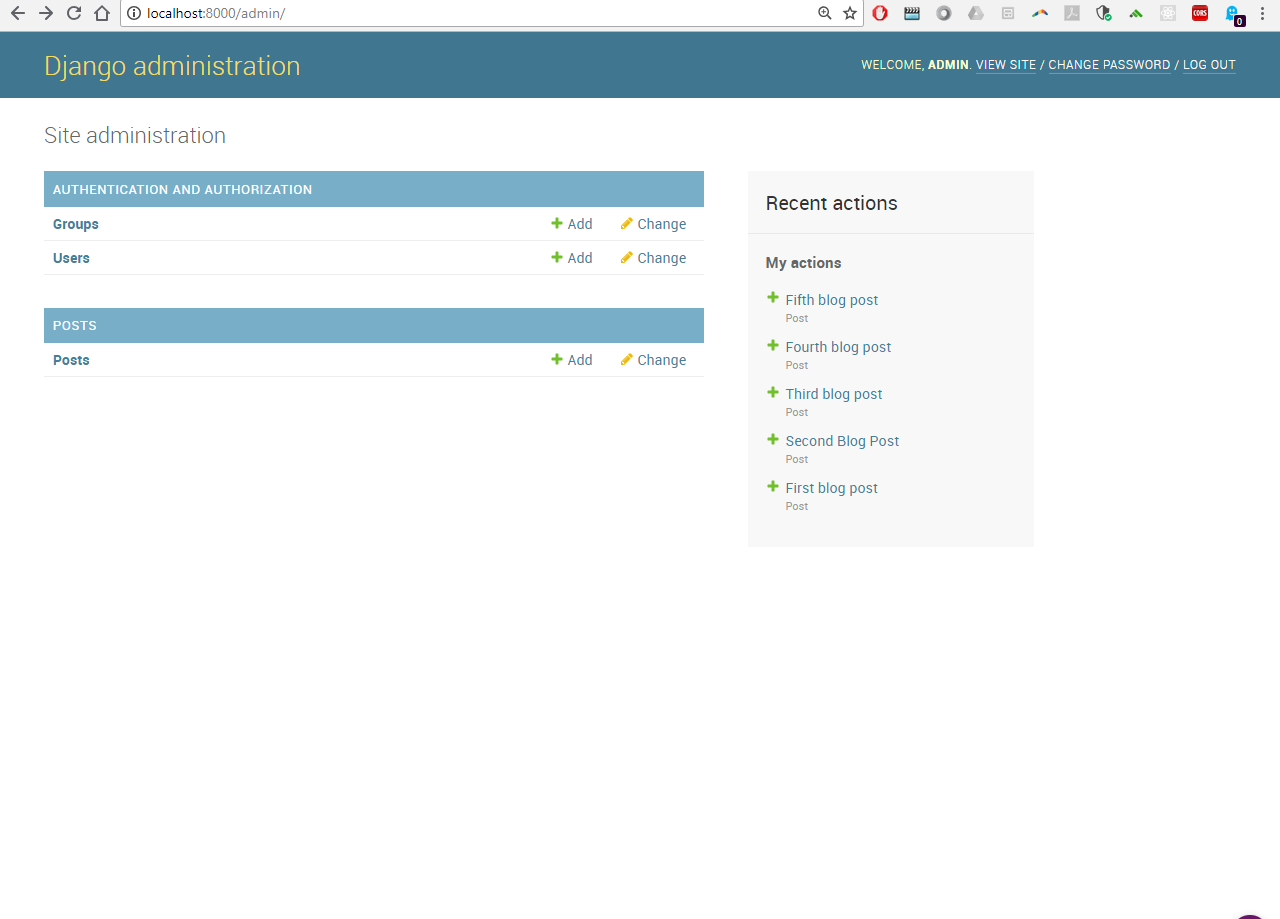 localhost:8000/admin/
CORS
0
Django administration
WELCOME, ADMIN. VIEW SITE / CHANGE PASSWORD / LOG OUT
Site administration
AUTHENTICATION AND AUTHORIZATION
Groups Add Change
Users Add Change
POSTS
Posts Add Change
Recent actions
My actions
Fifth blog post
Post
Fourth blog post
Post
Third blog post
Post
Second Blog Post
Post
First blog post
Post